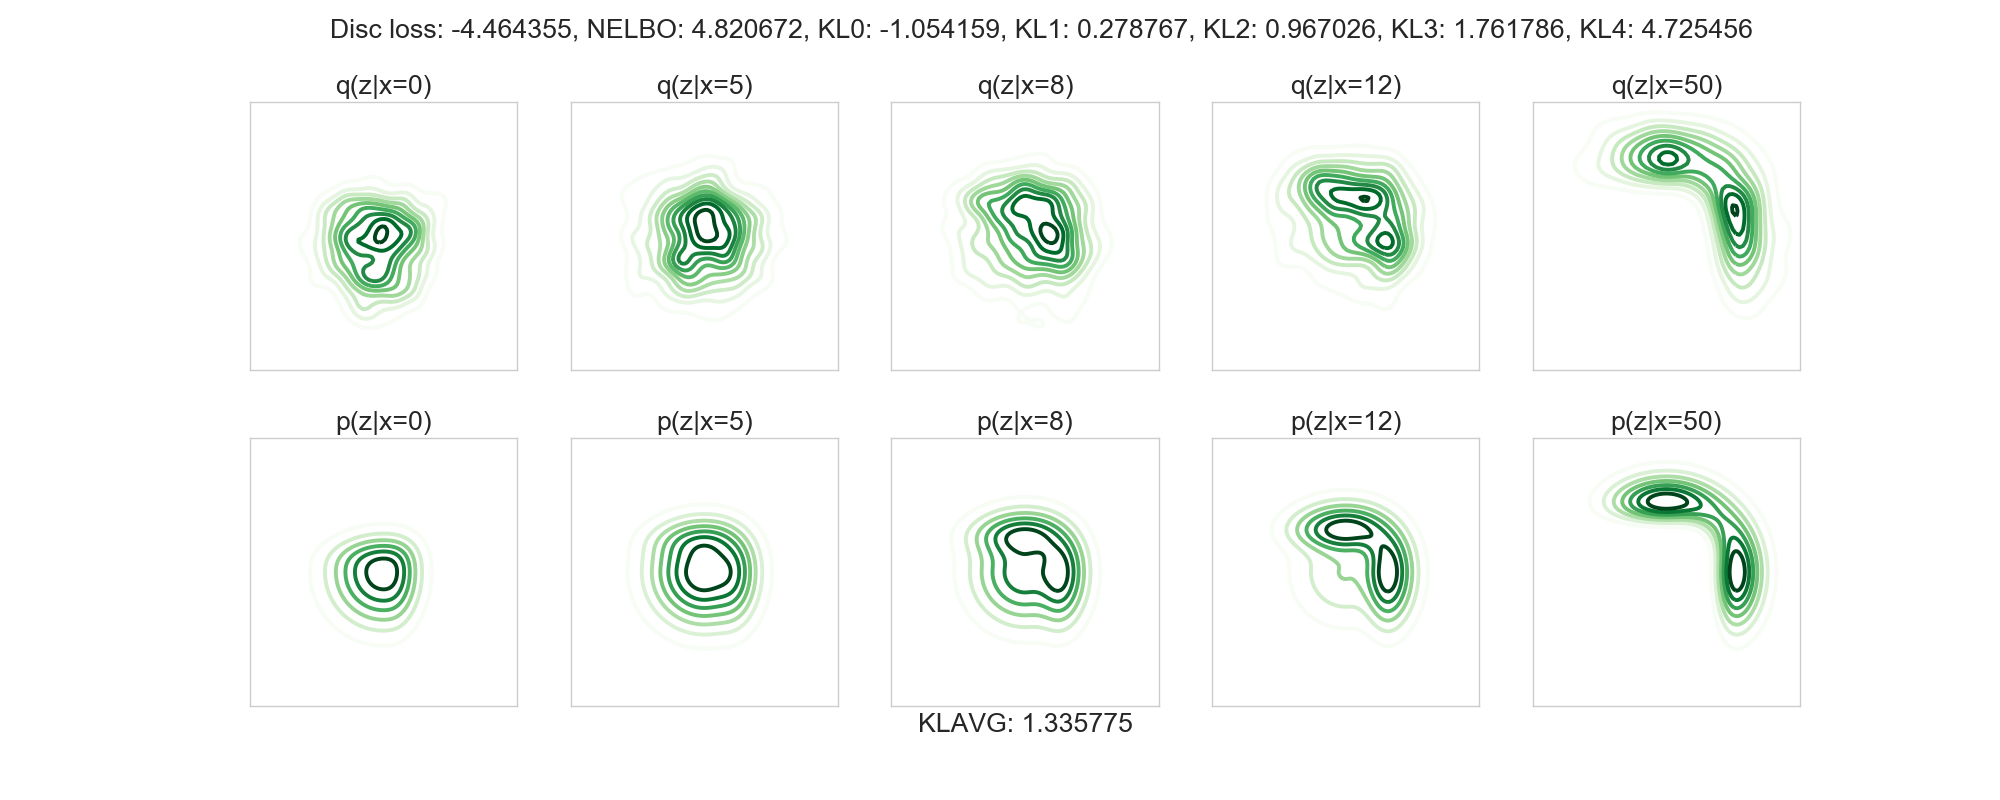 Disc loss: -4.464355, NELBO: 4.820672, KL0: -1.054159, KL1: 0.278767, KL2: 0.967026, KL3: 1.761786, KL4: 4.725456
q(z|x=0) q(z|x=5) q(z|x=8) q(z|x=12) q(z|x=50)
p(z|x=0) p(z|x=5) p(z|x=8) p(z|x=12) p(z|x=50)
KLAVG: 1.335775